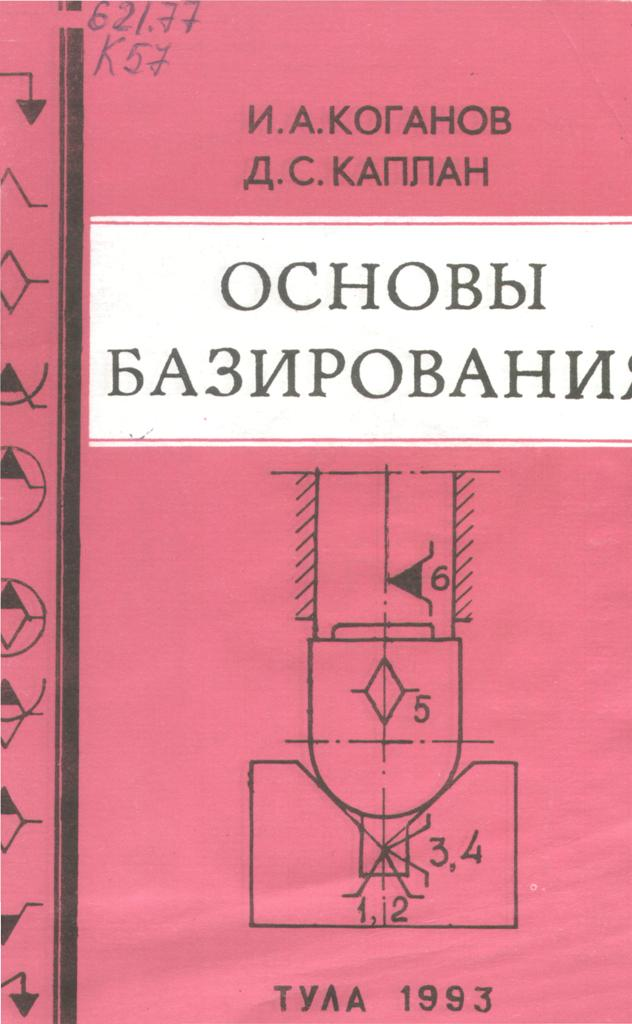 621.77
К57
И.А.КОГАНОВ
Д.С.КАПЛАН
ОСНОВЫ
БАЗИРОВАНИЯ
6
5
3,4
1,2
ТУЛА 1993